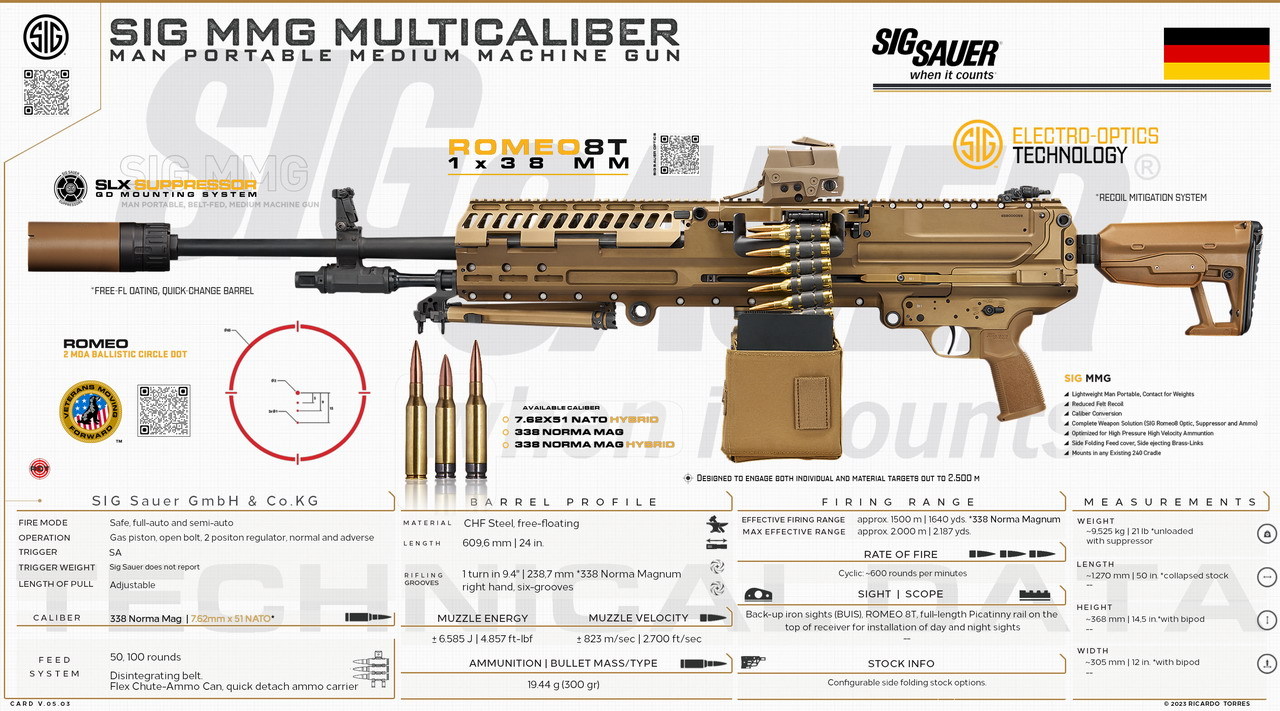 SIG MMG MULTICALIBER
MAN PORTABLE MEDIUM MACHINE GUN
SIG
SIG SAUER
when it counts
ROMEO8T
1x38 MM
SIG
ELECTRO-OPTICS
TECHNOLOGY
SIG MMG
SLX SUPPRESSOR
QD MOUNTING SYSTEM
MAN PORTABLE, BELT-FED, MEDIUM MACHINE GUN
*RECOIL MITIGATION SYSTEM
*FREE-FLOATING, QUICK-CHANGE BARREL
ROMEO
2 MOA BALLISTIC CIRCLE DOT
VETERANS MOVING FORWARD
TM
AVAILABLE CALIBER
7.62X51 NATO HYBRID
338 NORMA MAG
338 NORMA MAG HYBRID
SIG MMG
Lightweight Man Portable, Contact for Weights
Reduced Felt Recoil
Caliber Conversion
Complete Weapon Solution (SIG Romeo8 Optic, Suppressor and Ammo)
Optimized for High Pressure High Velocity Ammunition
Side Folding Feed cover, Side ejecting Brass-Links
Mounts in any Existing 240 Cradle
DESIGNED TO ENGAGE BOTH INDIVIDUAL AND MATERIAL TARGETS OUT TO 2.500 M
SIG Sauer GmbH & Co.KG
FIRE MODE Safe, full-auto and semi-auto
OPERATION Gas piston, open bolt, 2 positon regulator, normal and adverse
TRIGGER SA
TRIGGER WEIGHT Sig Sauer does not report
LENGTH OF PULL Adjustable
CALIBER 338 Norma Mag | 7.62mm x 51 NATO*
FEED SYSTEM
50, 100 rounds
Disintegrating belt.
Flex Chute-Ammo Can, quick detach ammo carrier
BARREL PROFILE
MATERIAL CHF Steel, free-floating
LENGTH 609,6 mm | 24 in.
RIFLING GROOVES
1 turn in 9.4" | 238,7 mm *338 Norma Magnum
right hand, six-grooves
MUZZLE ENERGY MUZZLE VELOCITY
± 6.585 J | 4.857 ft-lbf ± 823 m/sec | 2.700 ft/sec
AMMUNITION | BULLET MASS/TYPE
19.44 g (300 gr)
FIRING RANGE
EFFECTIVE FIRING RANGE approx. 1500 m | 1640 yds. *338 Norma Magnum
MAX EFFECTIVE RANGE approx. 2.000 m | 2.187 yds.
RATE OF FIRE
Cyclic: ~600 rounds per minutes
SIGHT | SCOPE
Back-up iron sights (BUIS), ROMEO 8T, full-length Picatinny rail on the
top of receiver for installation of day and night sights
--
STOCK INFO
Configurable side folding stock options.
MEASUREMENTS
WEIGHT
~9,525 kg | 21 lb *unloaded
with suppressor
LENGTH
~1.270 mm | 50 in. *collapsed stock
--
HEIGHT
~368 mm | 14,5 in.*with bipod
--
WIDTH
~305 mm | 12 in. *with bipod
--
TECHNICAL DATA
CARD V.05.03
© 2023 RICARDO TORRES